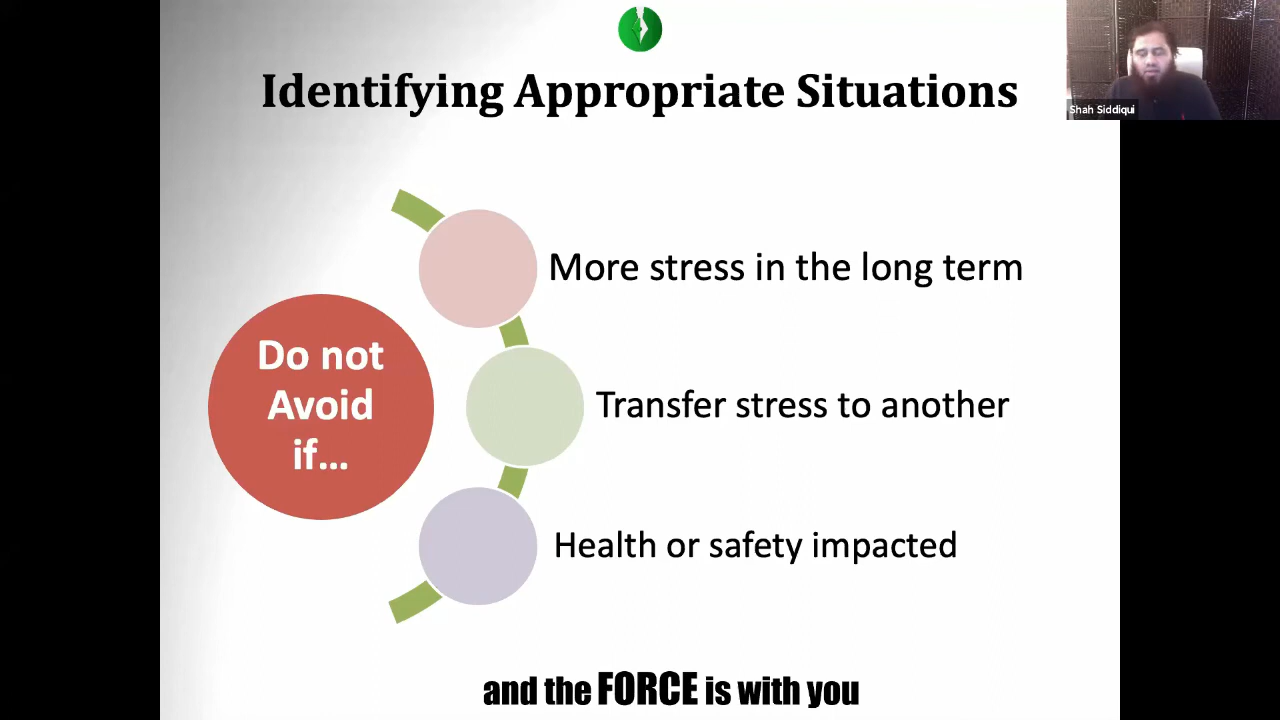 Identifying Appropriate Situations
Shah Siddiqui
More stress in the long term
Do not
Avoid
if...
Transfer stress to another
Health or safety impacted
and the FORCE is with you